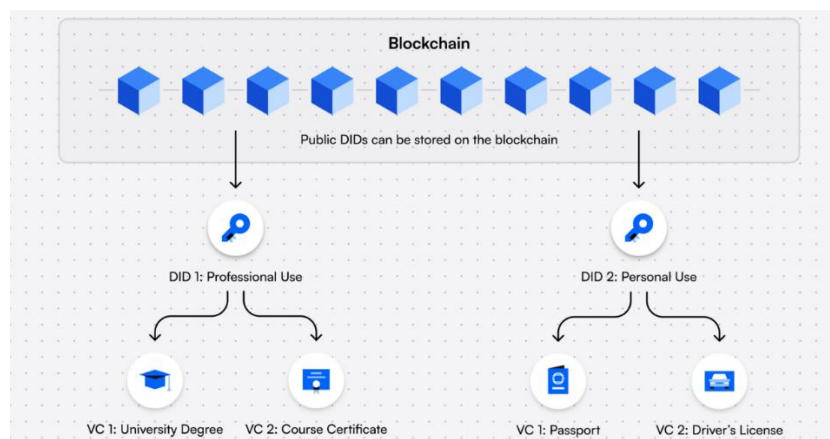 Blockchain
Public DIDs can be stored on the blockchain
DID 1: Professional Use
DID 2: Personal Use
VC 1: University Degree
VC 2: Course Certificate
VC 1: Passport
VC 2: Driver's License